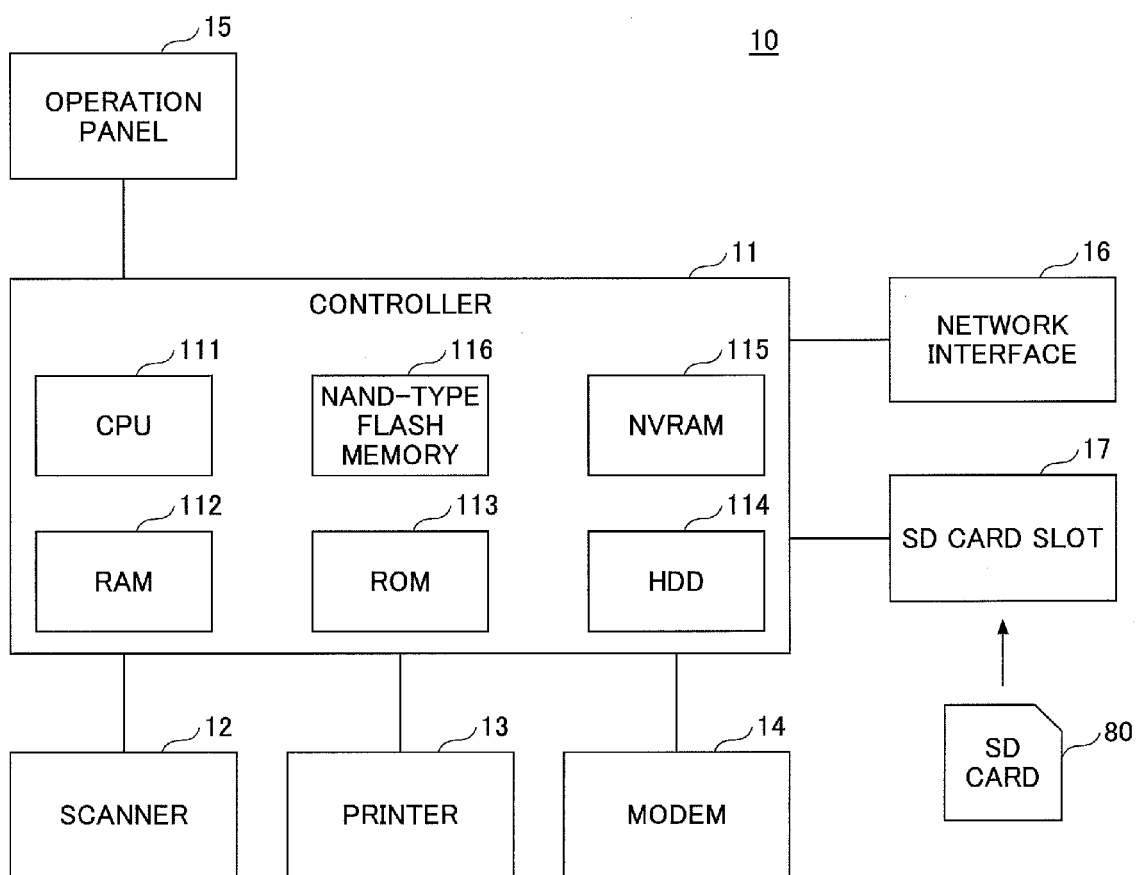 15
10
OPERATION
PANEL
11
16
CONTROLLER
NETWORK
INTERFACE
111
116
115
CPU
NAND-TYPE
FLASH
MEMORY
NVRAM
17
SD CARD SLOT
112
113
114
RAM
ROM
HDD
12
13
14
80
SCANNER
PRINTER
MODEM
SD
CARD